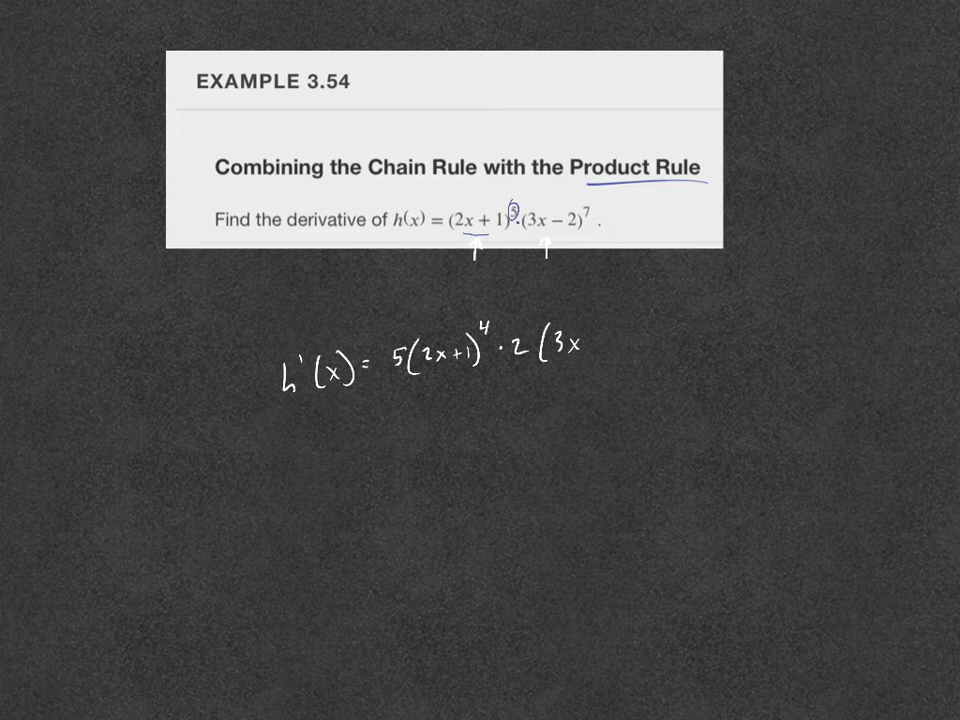 EXAMPLE 3.54
Combining the Chain Rule with the Product Rule
Find the derivative of h(x) = (2x + 1)⁵·(3x − 2)⁷ .
h'(x) = 5(2x+1)⁴ · 2 (3x